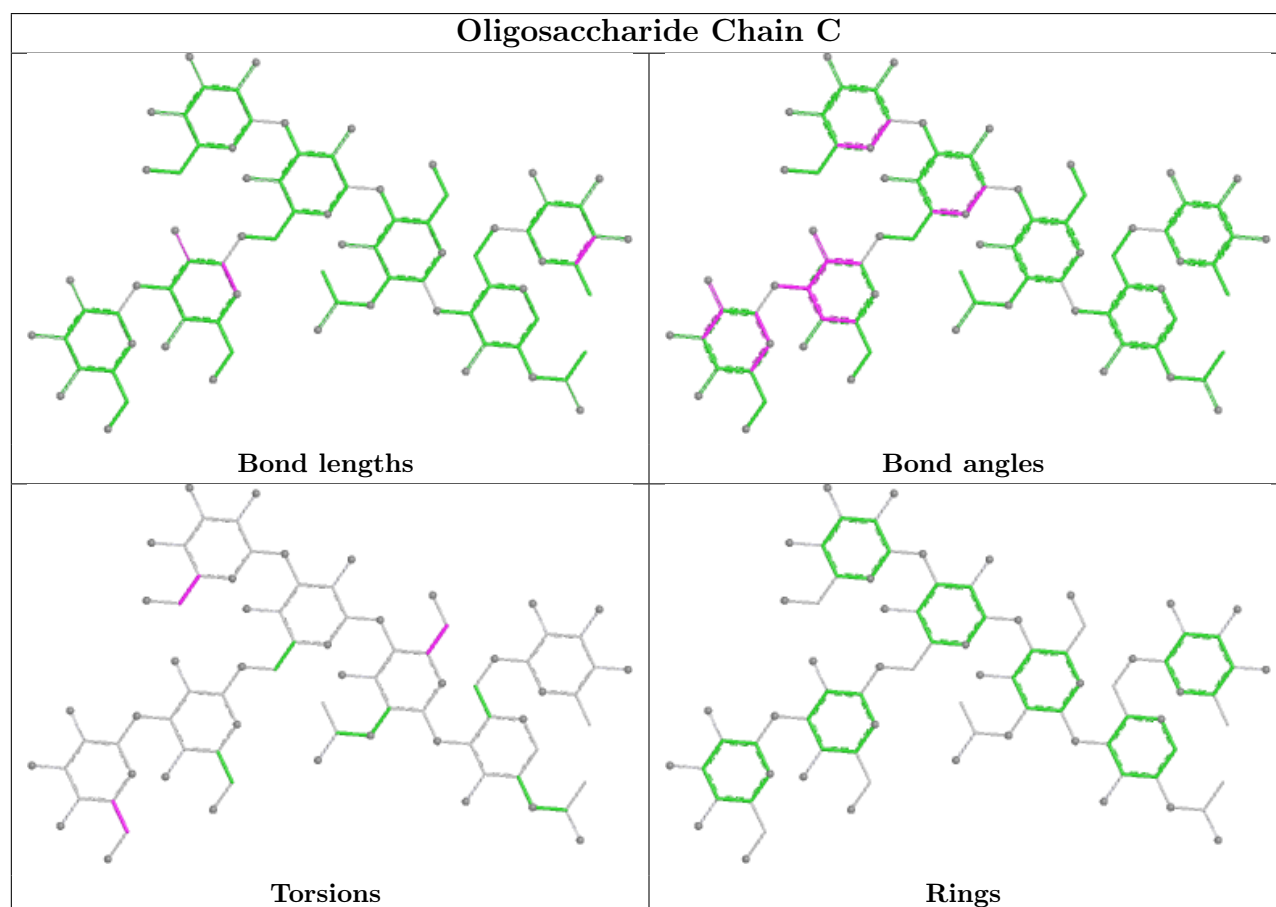 Oligosaccharide Chain C
Bond lengths
Bond angles
Torsions
Rings